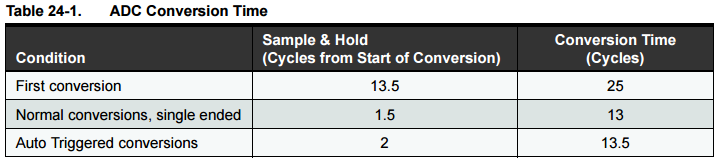 Table 24-1. ADC Conversion Time
Condition Sample & Hold (Cycles from Start of Conversion) Conversion Time (Cycles)
First conversion 13.5 25
Normal conversions, single ended 1.5 13
Auto Triggered conversions 2 13.5